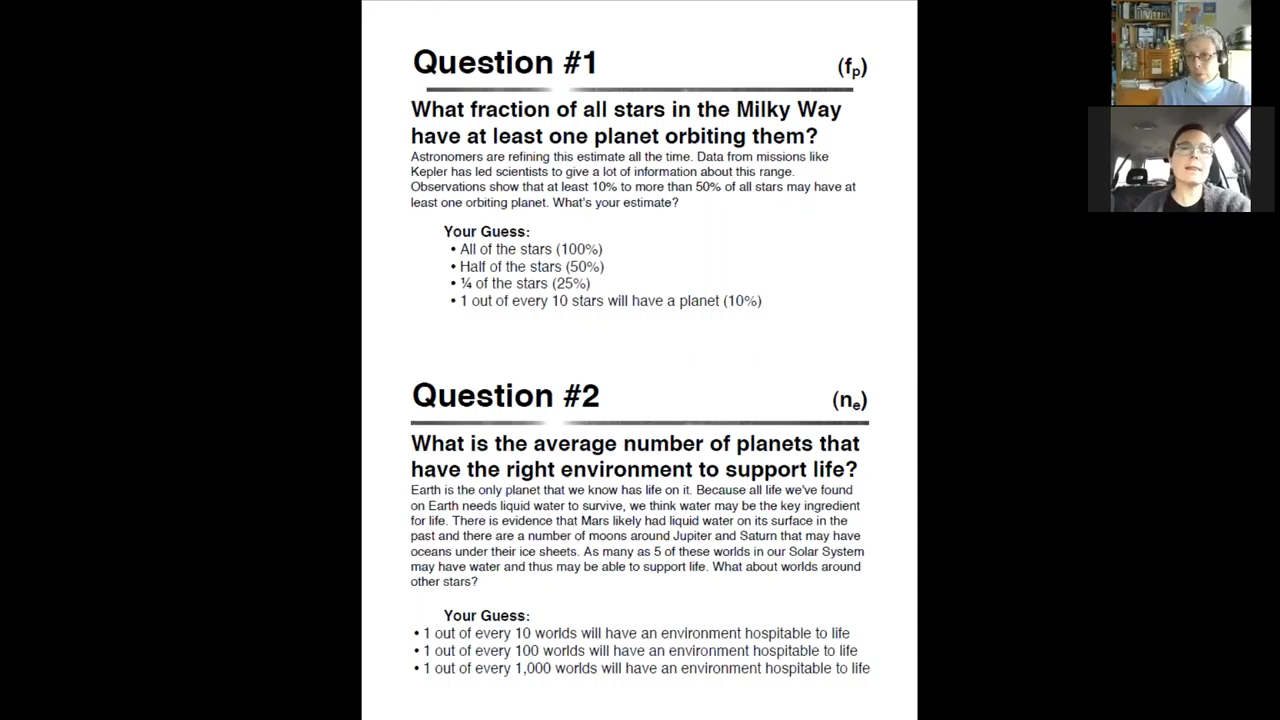 Question #1 (fp)
What fraction of all stars in the Milky Way
have at least one planet orbiting them?
Astronomers are refining this estimate all the time. Data from missions like
Kepler has led scientists to give a lot of information about this range.
Observations show that at least 10% to more than 50% of all stars may have at
least one orbiting planet. What's your estimate?
Your Guess:
• All of the stars (100%)
• Half of the stars (50%)
• ¼ of the stars (25%)
• 1 out of every 10 stars will have a planet (10%)
Question #2 (ne)
What is the average number of planets that
have the right environment to support life?
Earth is the only planet that we know has life on it. Because all life we've found
on Earth needs liquid water to survive, we think water may be the key ingredient
for life. There is evidence that Mars likely had liquid water on its surface in the
past and there are a number of moons around Jupiter and Saturn that may have
oceans under their ice sheets. As many as 5 of these worlds in our Solar System
may have water and thus may be able to support life. What about worlds around
other stars?
Your Guess:
• 1 out of every 10 worlds will have an environment hospitable to life
• 1 out of every 100 worlds will have an environment hospitable to life
• 1 out of every 1,000 worlds will have an environment hospitable to life